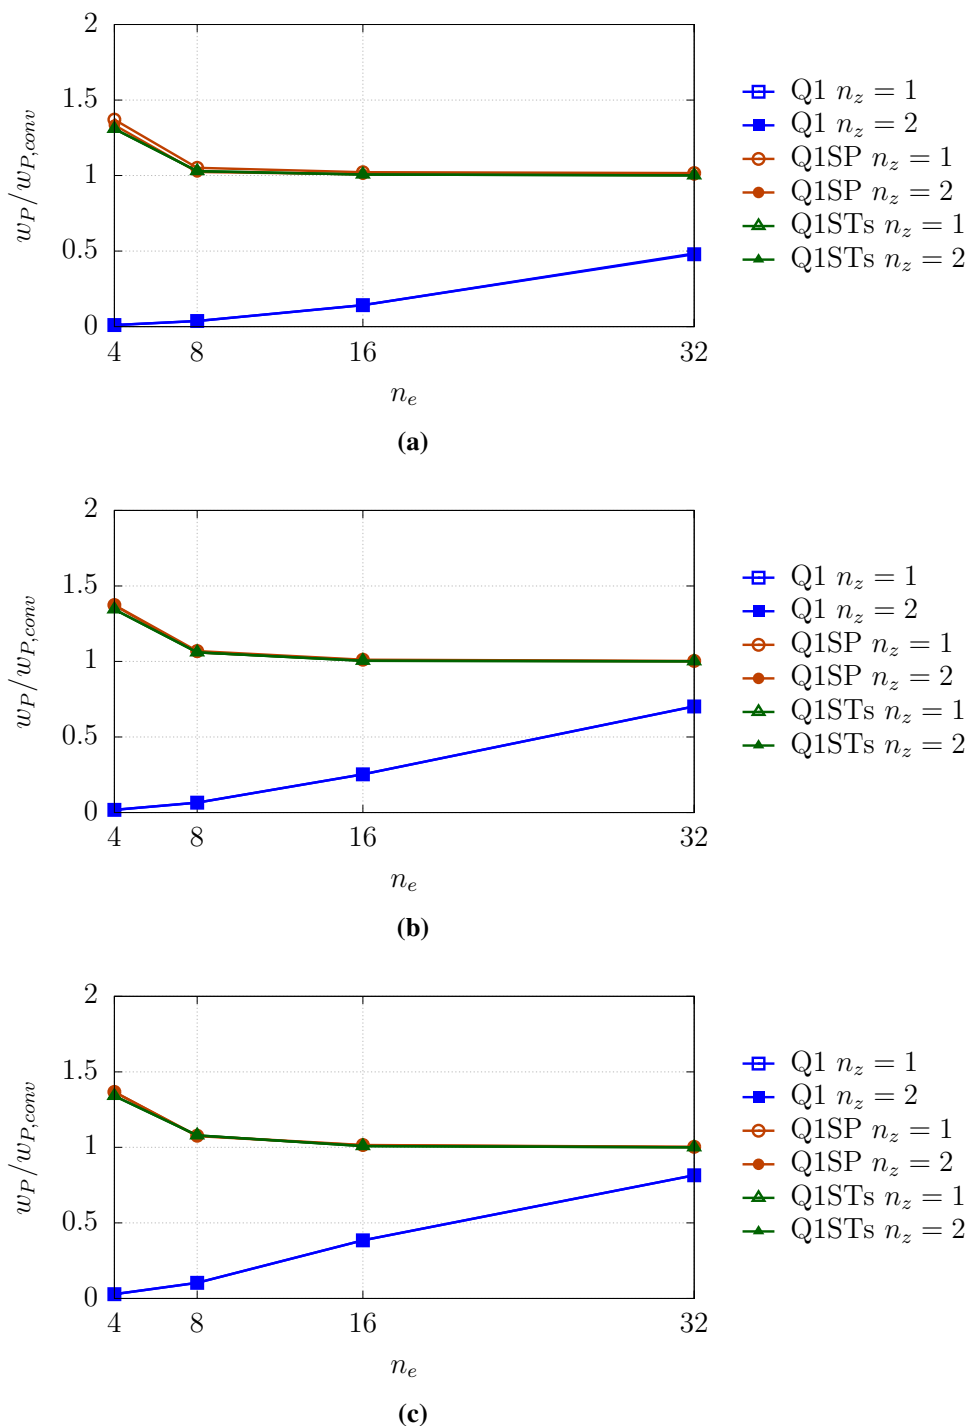 2
1.5
1
0.5
0
w_P/w_{P,conv}
4 8 16 32
n_e
Q1 n_z = 1
Q1 n_z = 2
Q1SP n_z = 1
Q1SP n_z = 2
Q1STs n_z = 1
Q1STs n_z = 2
(a)
2
1.5
1
0.5
0
w_P/w_{P,conv}
4 8 16 32
n_e
Q1 n_z = 1
Q1 n_z = 2
Q1SP n_z = 1
Q1SP n_z = 2
Q1STs n_z = 1
Q1STs n_z = 2
(b)
2
1.5
1
0.5
0
w_P/w_{P,conv}
4 8 16 32
n_e
Q1 n_z = 1
Q1 n_z = 2
Q1SP n_z = 1
Q1SP n_z = 2
Q1STs n_z = 1
Q1STs n_z = 2
(c)